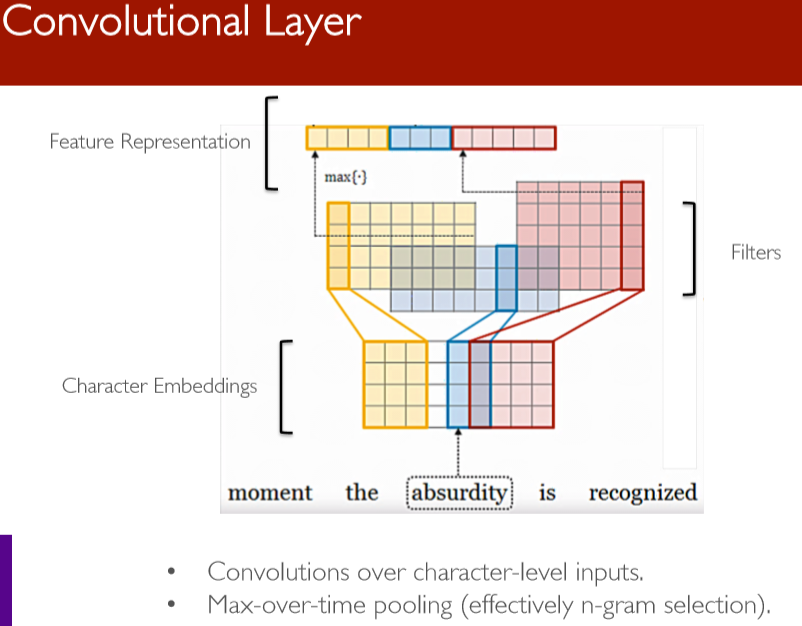 Convolutional Layer
Feature Representation
max{·}
Filters
Character Embeddings
moment the absurdity is recognized
• Convolutions over character-level inputs.
• Max-over-time pooling (effectively n-gram selection).